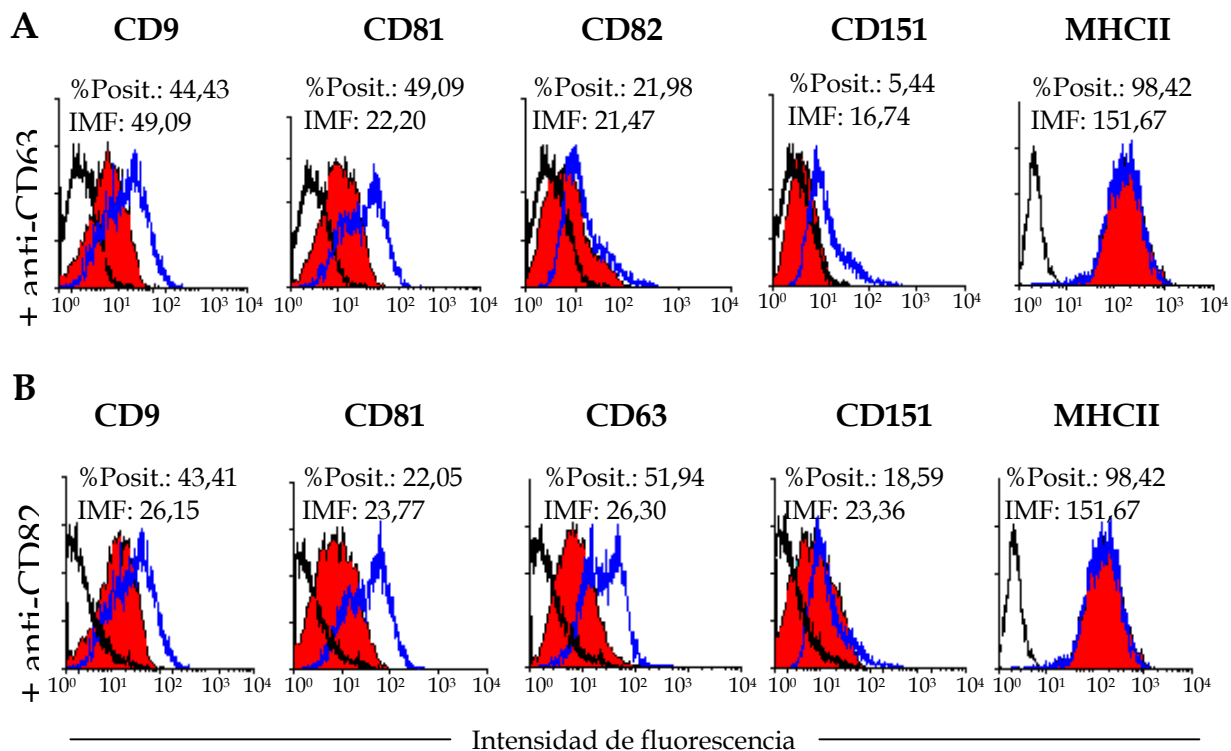 A
CD9 CD81 CD82 CD151 MHCII
%Posit.: 44,43 %Posit.: 49,09 %Posit.: 21,98 %Posit.: 5,44 %Posit.: 98,42
IMF: 49,09 IMF: 22,20 IMF: 21,47 IMF: 16,74 IMF: 151,67
+ anti-CD63
10⁰ 10¹ 10² 10³ 10⁴ 10⁰ 10¹ 10² 10³ 10⁴ 10⁰ 10¹ 10² 10³ 10⁴ 10⁰ 10¹ 10² 10³ 10⁴ 10⁰ 10¹ 10² 10³ 10⁴
B
CD9 CD81 CD63 CD151 MHCII
%Posit.: 43,41 %Posit.: 22,05 %Posit.: 51,94 %Posit.: 18,59 %Posit.: 98,42
IMF: 26,15 IMF: 23,77 IMF: 26,30 IMF: 23,36 IMF: 151,67
+ anti-CD82
10⁰ 10¹ 10² 10³ 10⁴ 10⁰ 10¹ 10² 10³ 10⁴ 10⁰ 10¹ 10² 10³ 10⁴ 10⁰ 10¹ 10² 10³ 10⁴ 10⁰ 10¹ 10² 10³ 10⁴
Intensidad de fluorescencia